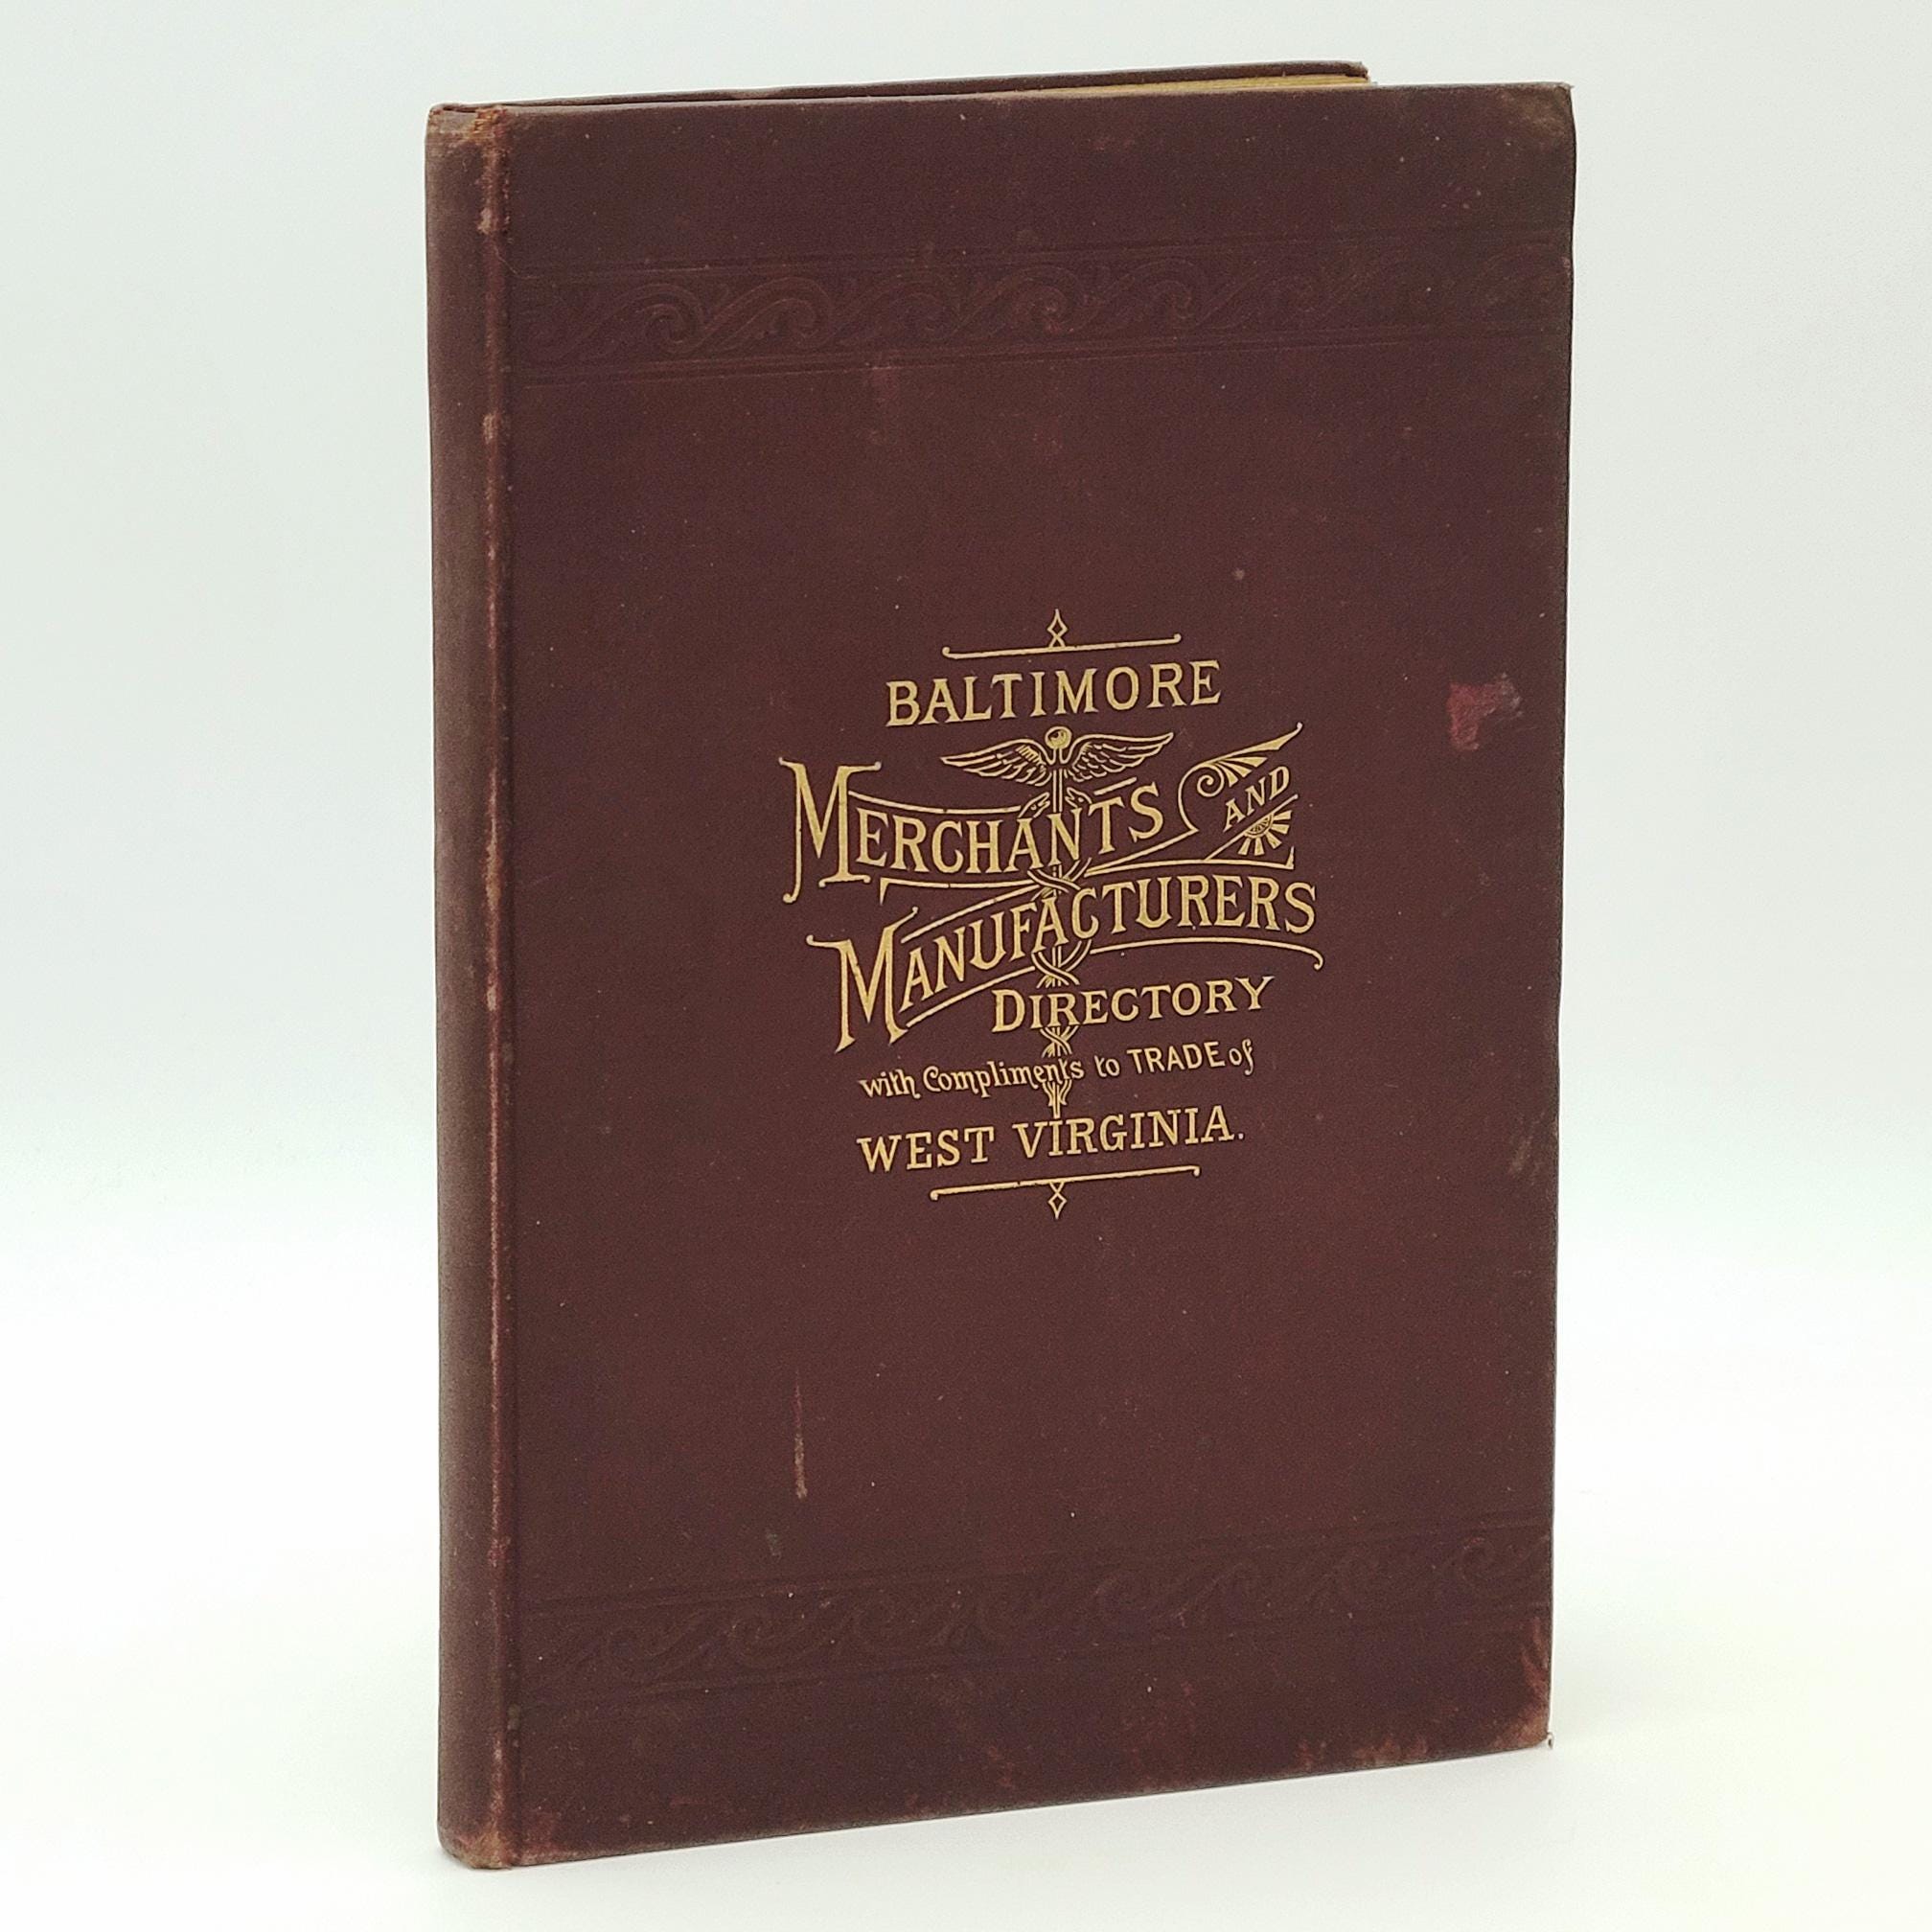 BALTIMORE
MERCHANTS AND
MANUFACTURERS
DIRECTORY
with Compliments to TRADE of
WEST VIRGINIA.